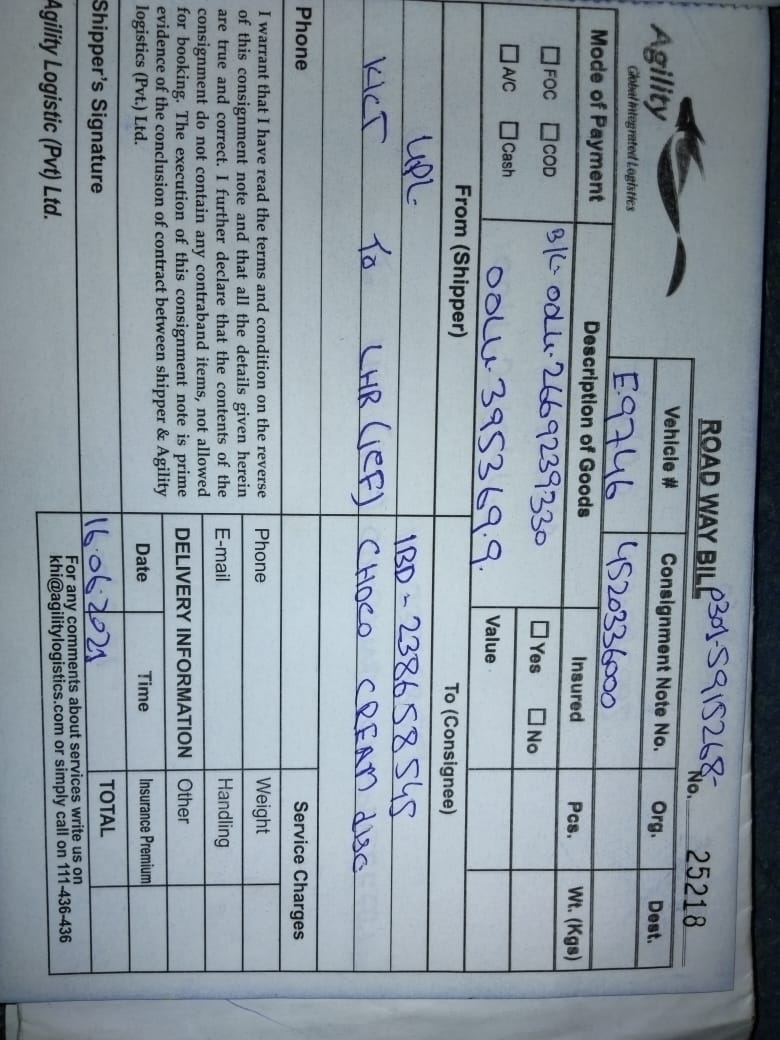 Agility
Global Integrated Logistics
ROAD WAY BILL
P301-5915268-
No. 25218
Vehicle # Consignment Note No. Org. Dest.
E9746 4520336000
Mode of Payment Description of Goods Insured Pcs. Wt. (Kgs)
FOC COD Yes No
2669239330
A/C Cash Value
395369.9.
From (Shipper) To (Consignee)
UPL IBD-238658545
KICT To LHR (JEF) CHOCO CREAM disc
Phone Service Charges
I warrant that I have read the terms and condition on the reverse
of this consignment note and that all the details given herein
are true and correct. I further declare that the contents of the
consignment do not contain any contraband items, not allowed
for booking. The execution of this consignment note is prime
evidence of the conclusion of contract between shipper & Agility
logistics (Pvt.) Ltd.
Phone Weight
E-mail Handling
DELIVERY INFORMATION Other
Date Time Insurance Premium
16.06.2021 TOTAL
Shipper's Signature
For any comments about services write us on
khi@agilitylogistics.com or simply call on 111-436-436
Agility Logistic (Pvt) Ltd.